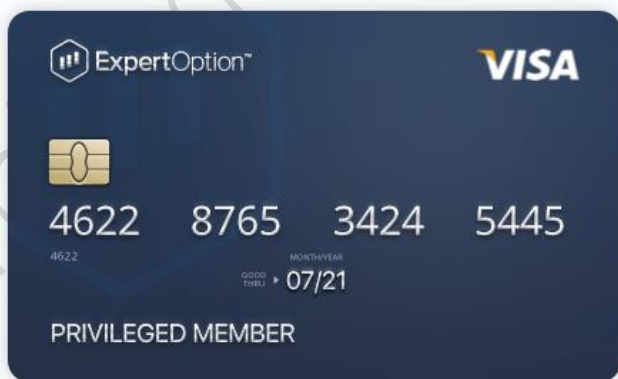 ExpertOption™ VISA
4622 8765 3424 5445
4622
MONTH/YEAR
GOOD THRU 07/21
PRIVILEGED MEMBER